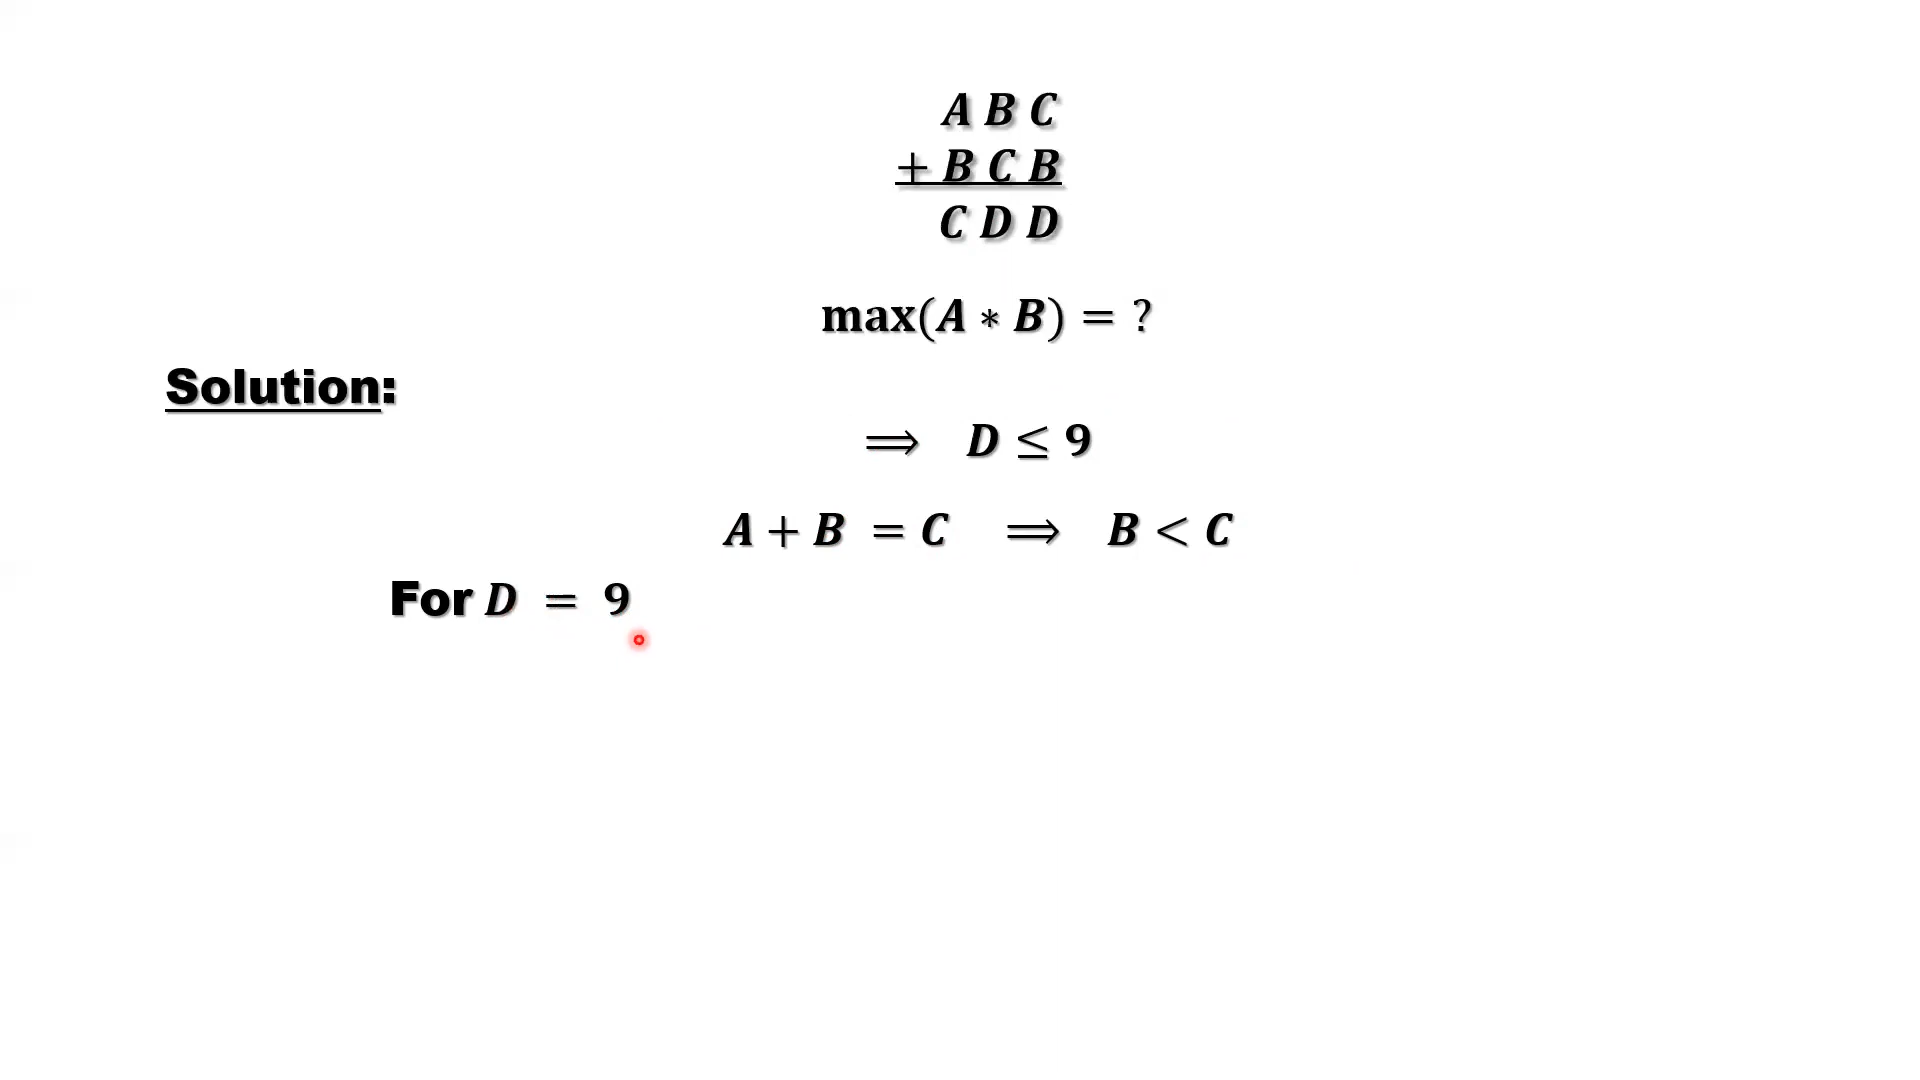 A B C
+ B C B
C D D
max(A ∗ B) = ?
Solution:
⟹ D ≤ 9
A + B = C ⟹ B < C
For D = 9